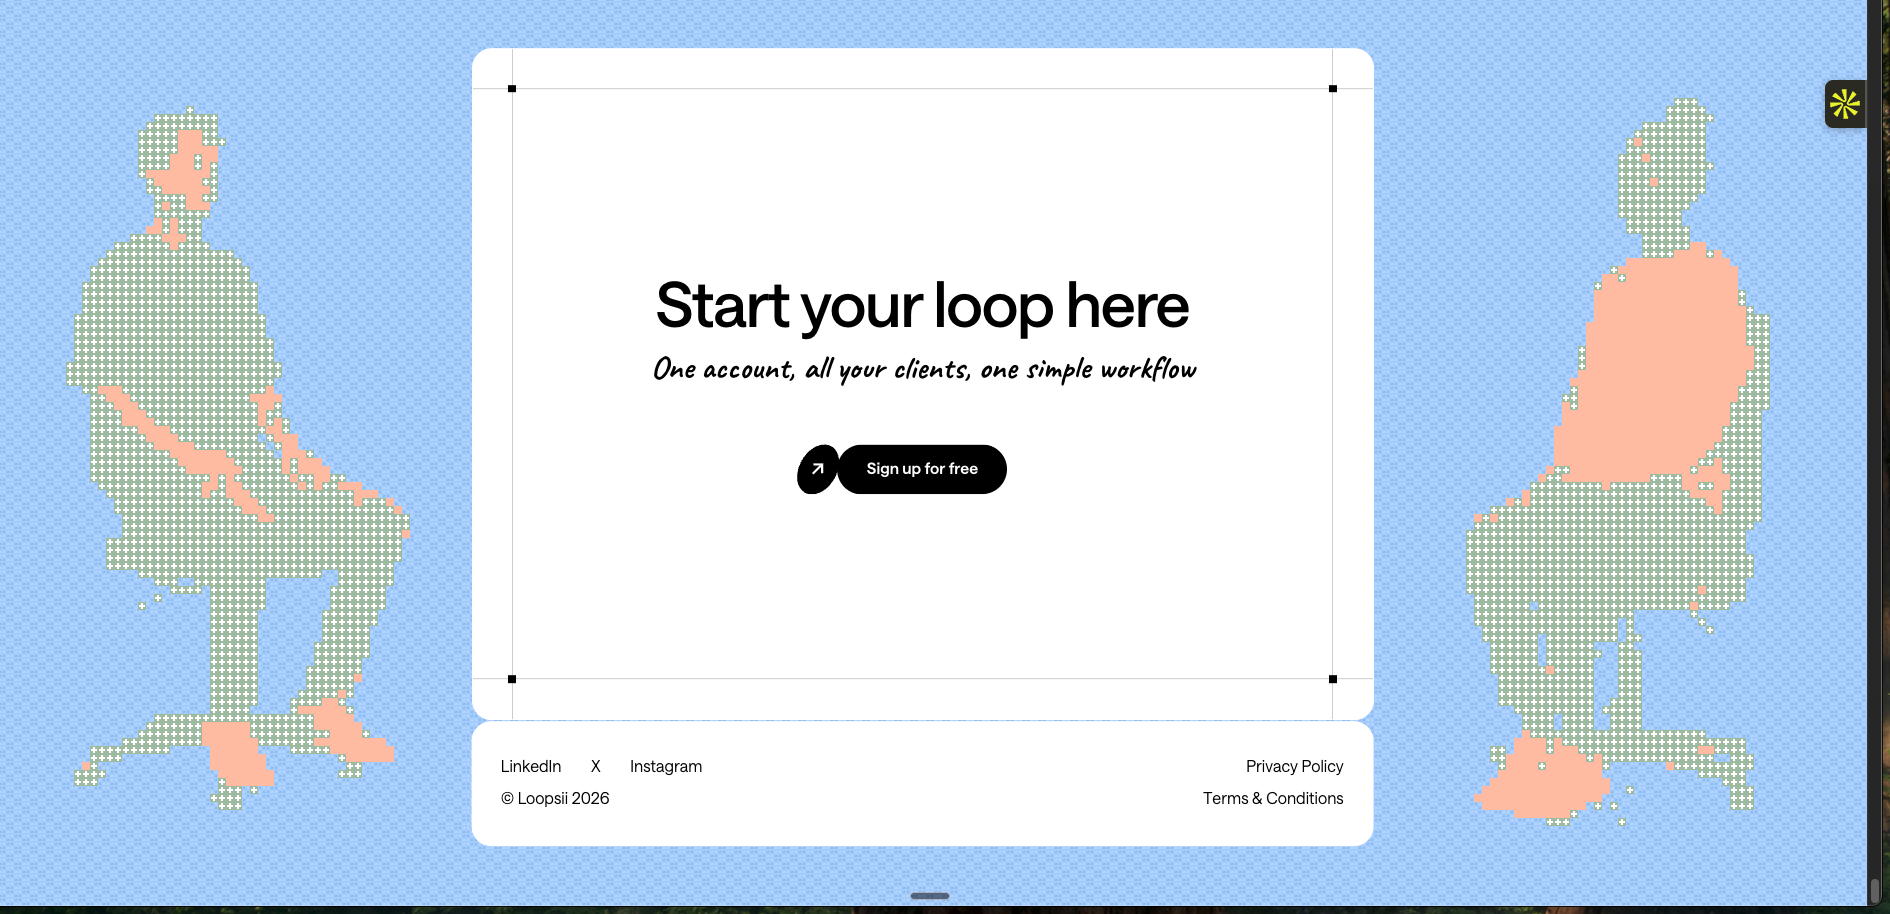 Start your loop here
One account, all your clients, one simple workflow
Sign up for free
LinkedIn X Instagram
Privacy Policy
© Loopsii 2026
Terms & Conditions